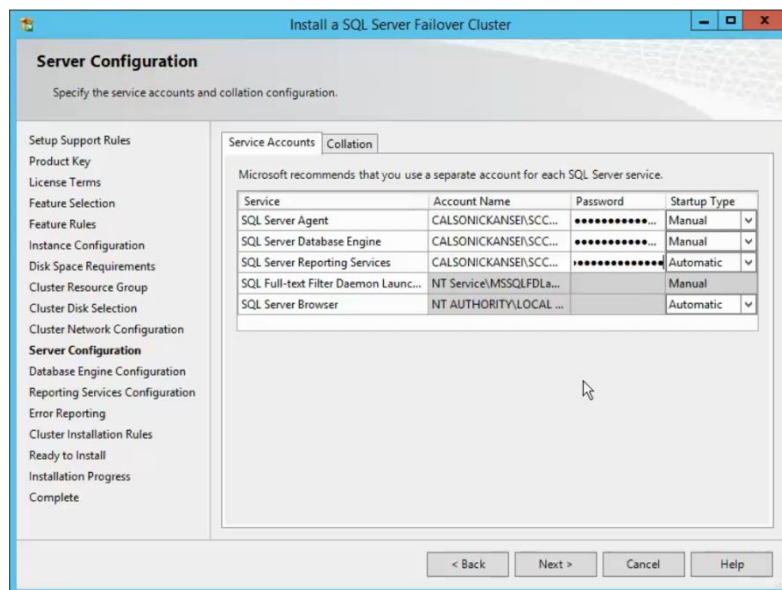 Install a SQL Server Failover Cluster
Server Configuration
Specify the service accounts and collation configuration.
Setup Support Rules
Product Key
License Terms
Feature Selection
Feature Rules
Instance Configuration
Disk Space Requirements
Cluster Resource Group
Cluster Disk Selection
Cluster Network Configuration
Server Configuration
Database Engine Configuration
Reporting Services Configuration
Error Reporting
Cluster Installation Rules
Ready to Install
Installation Progress
Complete
Service Accounts Collation
Microsoft recommends that you use a separate account for each SQL Server service.
Service Account Name Password Startup Type
SQL Server Agent CALSONICKANSEI\SCC... ●●●●●●●●●●●... Manual
SQL Server Database Engine CALSONICKANSEI\SCC... ●●●●●●●●●●●... Manual
SQL Server Reporting Services CALSONICKANSEI\SCC... ●●●●●●●●●●●●●● Automatic
SQL Full-text Filter Daemon Launc... NT Service\MSSQLFDLa... Manual
SQL Server Browser NT AUTHORITY\LOCAL ... Automatic
< Back Next > Cancel Help